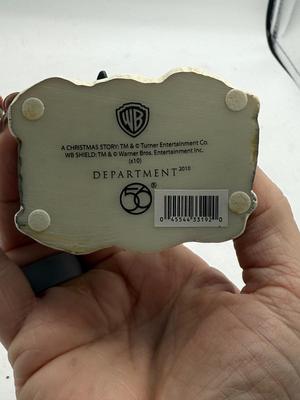 WB
A CHRISTMAS STORY: TM & © Turner Entertainment Co.
WB SHIELD: TM & © Warner Bros. Entertainment Inc.
(s10)
DEPARTMENT 2010
56 ®
0 45544 33192 0